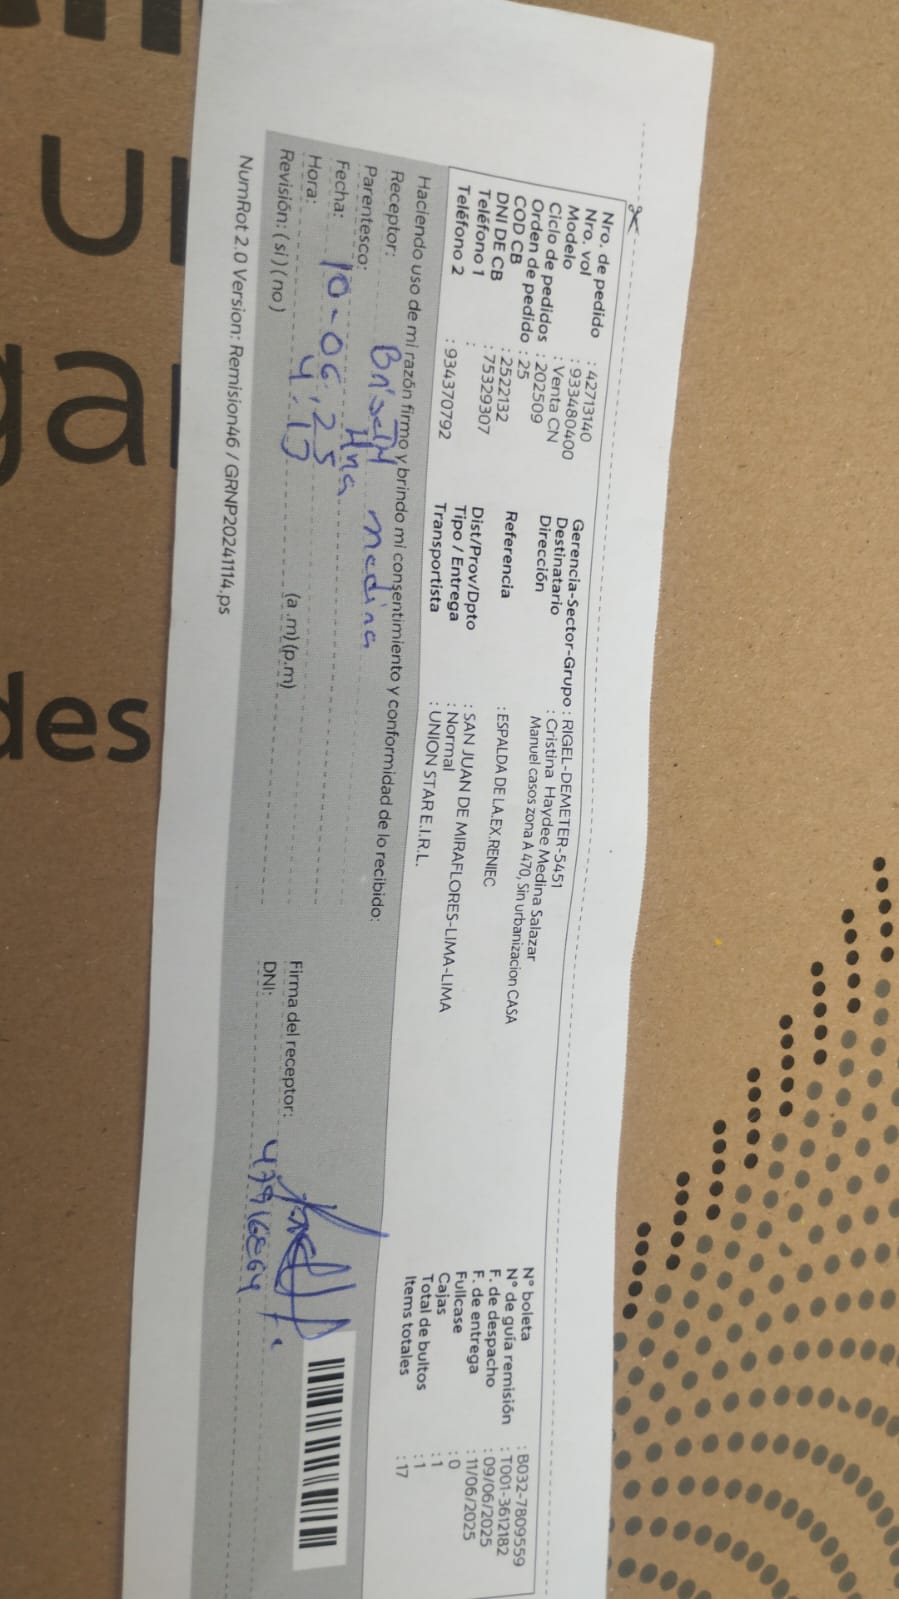 Nro. de pedido : 42713140
Nro. vol : 933480400
Modelo : Venta CN
Ciclo de pedidos : 202509
Orden de pedido : 25
COD CB : 2522132
DNI DE CB : 75329307
Teléfono 1 :
Teléfono 2 : 934370792
Gerencia-Sector-Grupo : RIGEL-DEMETER-5451
Destinatario : Cristina Haydee Medina Salazar
Dirección Manuel casos zona A 470, Sin urbanizacion CASA
Referencia : ESPALDA DE LA.EX.RENIEC
Dist/Prov/Dpto : SAN JUAN DE MIRAFLORES-LIMA-LIMA
Tipo / Entrega : Normal
Transportista : UNION STAR E.I.R.L.
N° boleta : B032-7809559
N° de guía remisión : T001-3612182
F. de despacho : 09/06/2025
F. de entrega : 11/06/2025
Fullcase : 0
Cajas : 1
Total de bultos : 1
Items totales : 17
Haciendo uso de mi razón firmo y brindo mi consentimiento y conformidad de lo recibido:
Receptor: Medina
Parentesco: Hna
Fecha: 10-06-25
Hora: (a .m) (p.m)
Revisión: ( si ) ( no )
Firma del receptor:
DNI:
NumRot 2.0 Version: Remision46 / GRNP20241114.ps
des